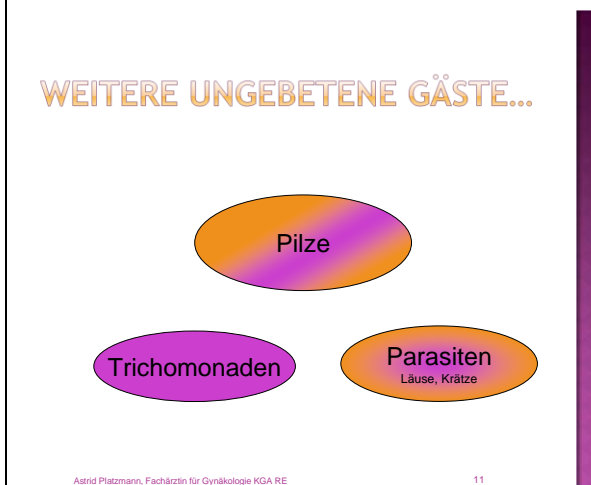 WEITERE UNGEBETENE GÄSTE...
Pilze
Trichomonaden
Parasiten
Läuse, Krätze
Astrid Platzmann, Fachärztin für Gynäkologie KGA RE
11